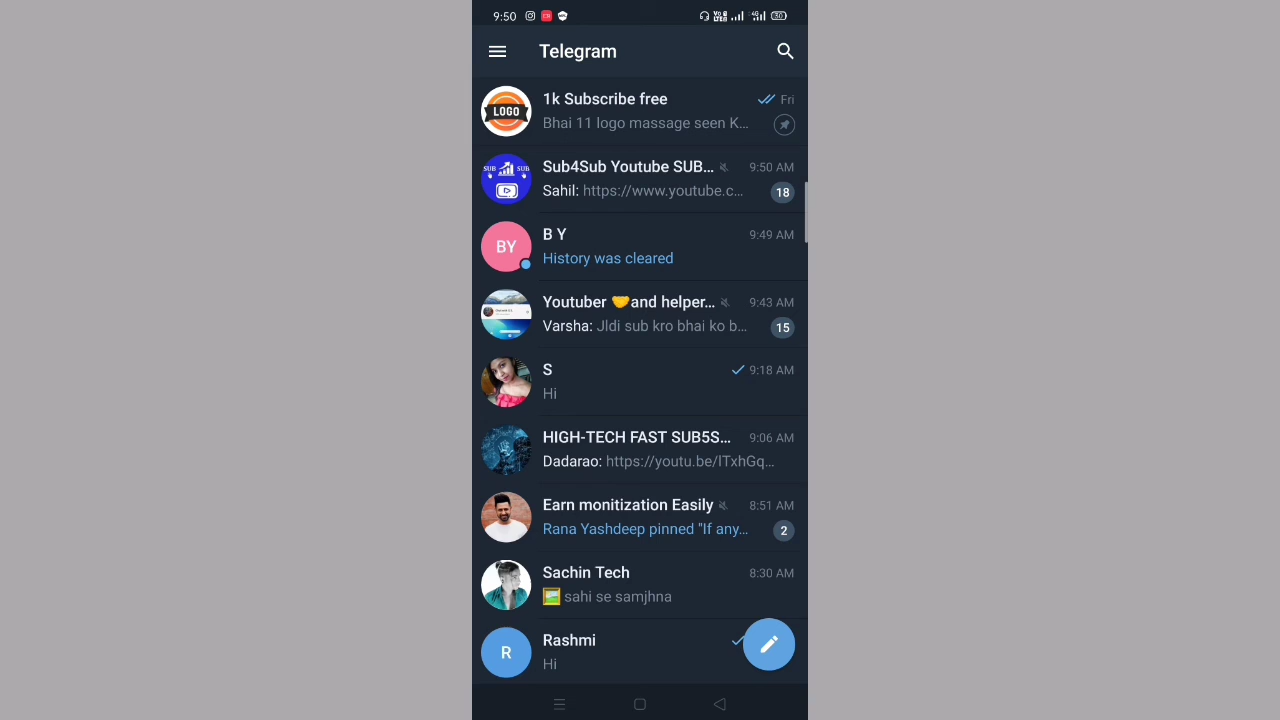 9:50
Telegram
LOGO
1k Subscribe free
Fri
Bhai 11 logo massage seen K...
SUB SUB
Sub4Sub Youtube SUB...
9:50 AM
Sahil: https://www.youtube.c...
18
BY
B Y
9:49 AM
History was cleared
Youtuber 🤝and helper...
9:43 AM
Varsha: Jldi sub kro bhai ko b...
15
S
9:18 AM
Hi
HIGH-TECH FAST SUB5S...
9:06 AM
Dadarao: https://youtu.be/lTxhGq...
Earn monitization Easily
8:51 AM
Rana Yashdeep pinned "If any...
2
Sachin Tech
8:30 AM
sahi se samjhna
R
Rashmi
Hi